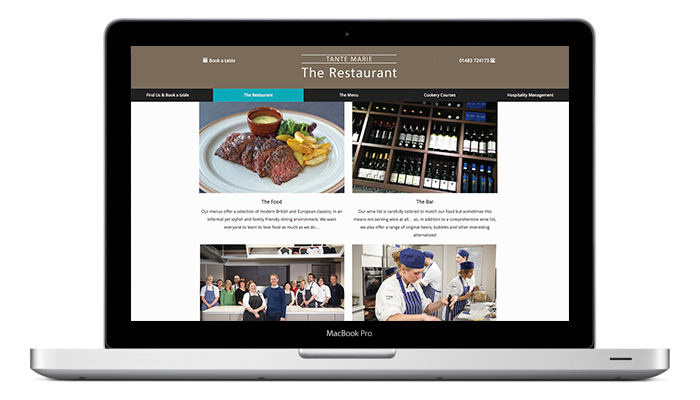 TANTE MARIE
Book a table
The Restaurant
01483 724173
Find Us & Book a table
The Restaurant
The Menu
Cookery Courses
Hospitality Management
The Food
Our menus offer a selection of modern British and European classics, in an
informal yet stylish and family friendly dining environment. We want
everyone to learn to love food as much as we do...
The Bar
Our wine list is carefully tailored to match our food but sometimes this
means not serving wine at all... so, in addition to a comprehensive wine list,
we also offer a range of original beers, bubbles and other interesting
alternatives!
MacBook Pro